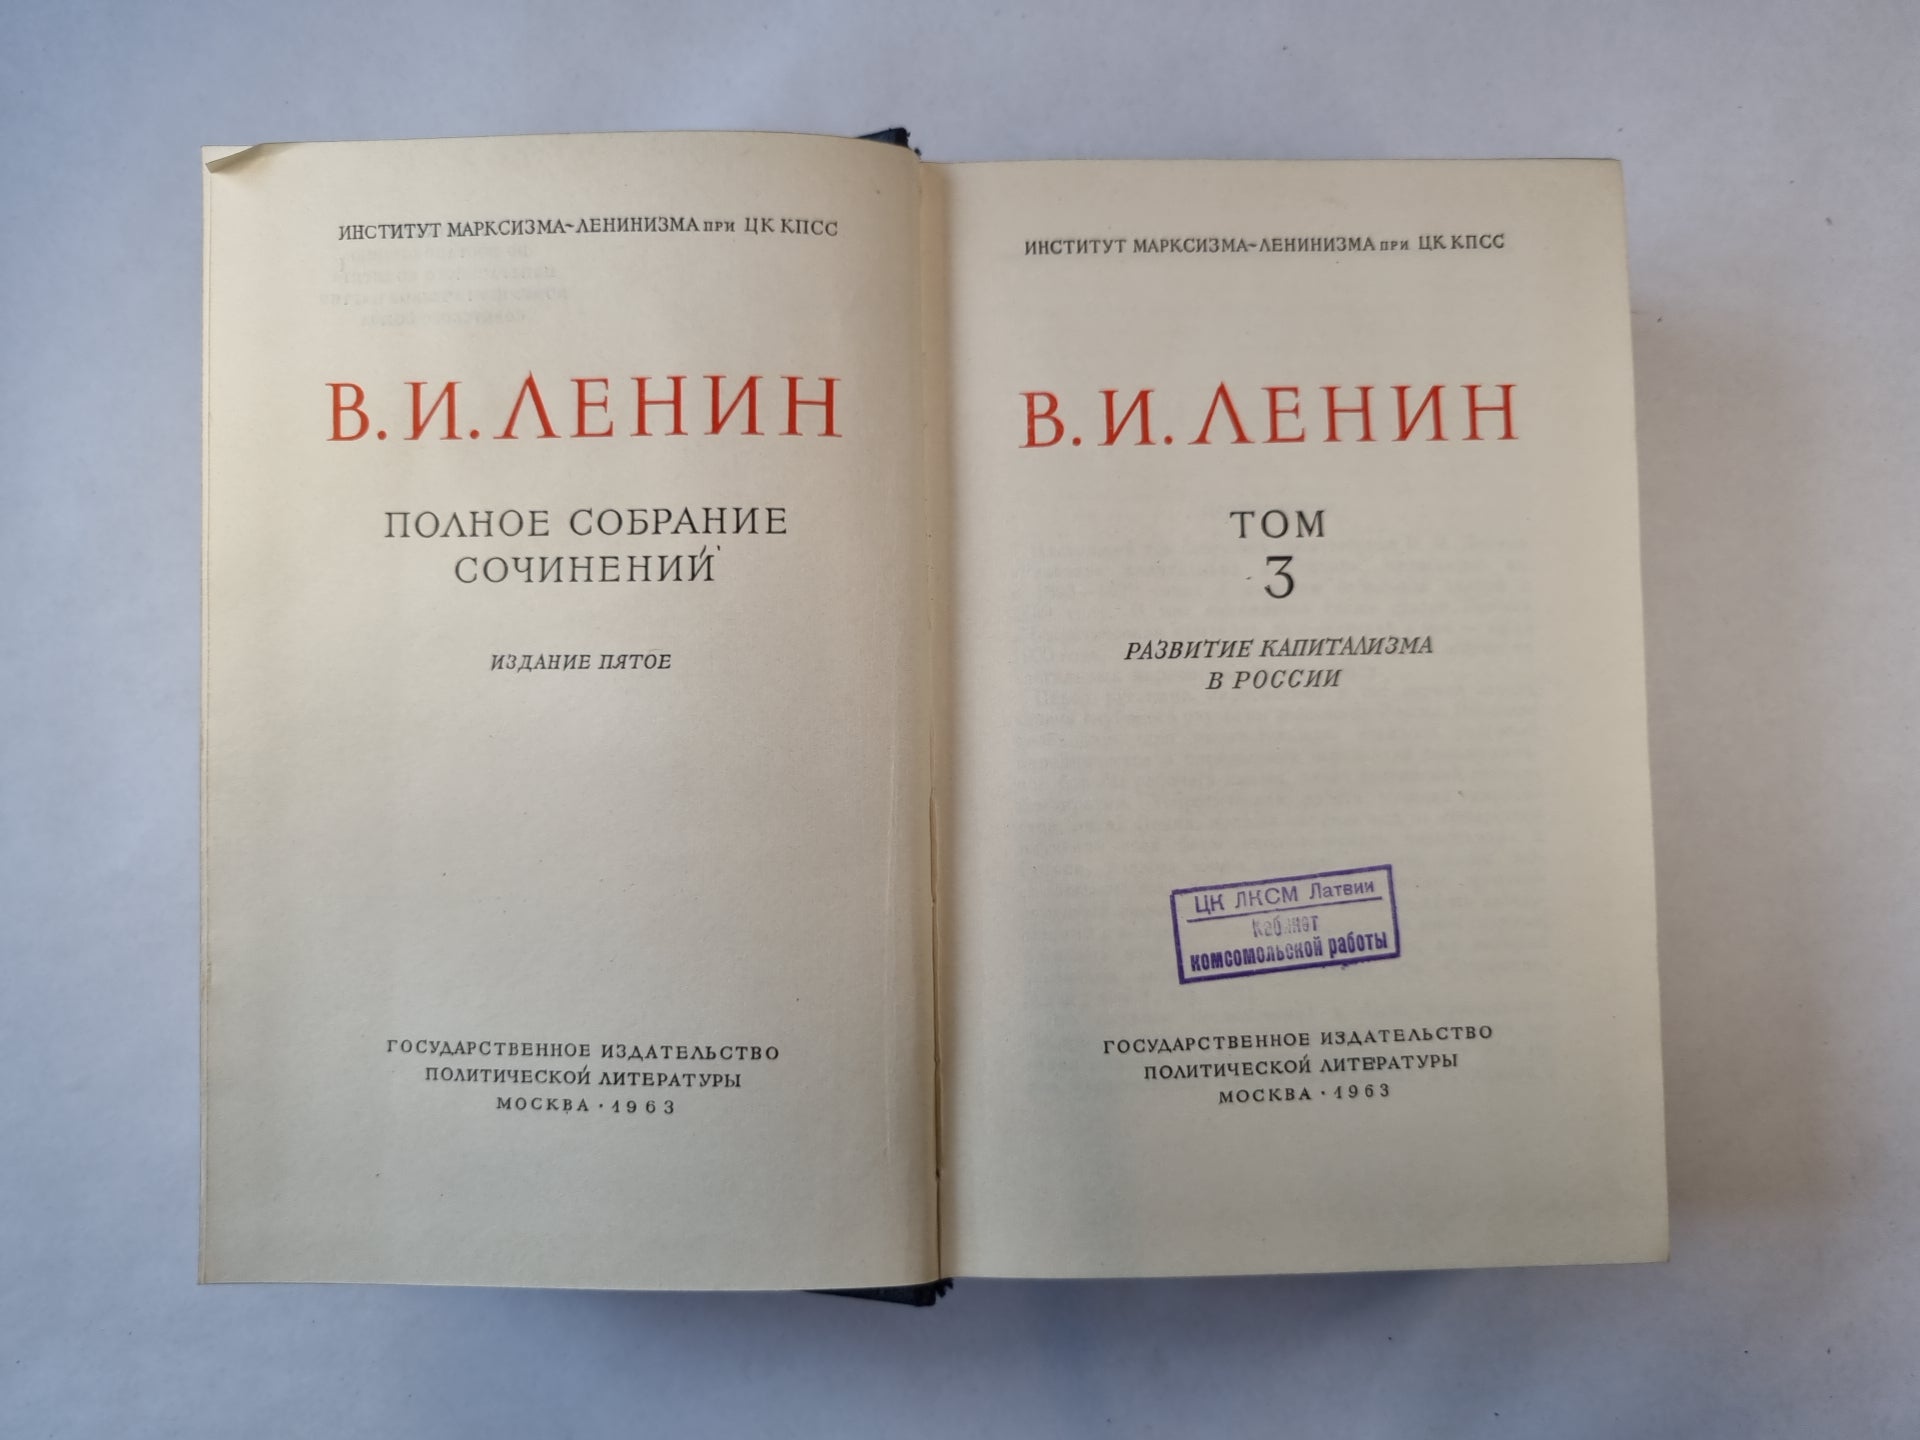 ИНСТИТУТ МАРКСИЗМА-ЛЕНИНИЗМА ПРИ ЦК КПСС
В. И. ЛЕНИН
ПОЛНОЕ СОБРАНИЕ
СОЧИНЕНИЙ
ИЗДАНИЕ ПЯТОЕ
ГОСУДАРСТВЕННОЕ ИЗДАТЕЛЬСТВО
ПОЛИТИЧЕСКОЙ ЛИТЕРАТУРЫ
МОСКВА · 1963
ИНСТИТУТ МАРКСИЗМА-ЛЕНИНИЗМА ПРИ ЦК КПСС
В. И. ЛЕНИН
ТОМ
3
РАЗВИТИЕ КАПИТАЛИЗМА
В РОССИИ
ЦК ЛКСМ Латвии
Кабинет
комсомольской работы
ГОСУДАРСТВЕННОЕ ИЗДАТЕЛЬСТВО
ПОЛИТИЧЕСКОЙ ЛИТЕРАТУРЫ
МОСКВА · 1963